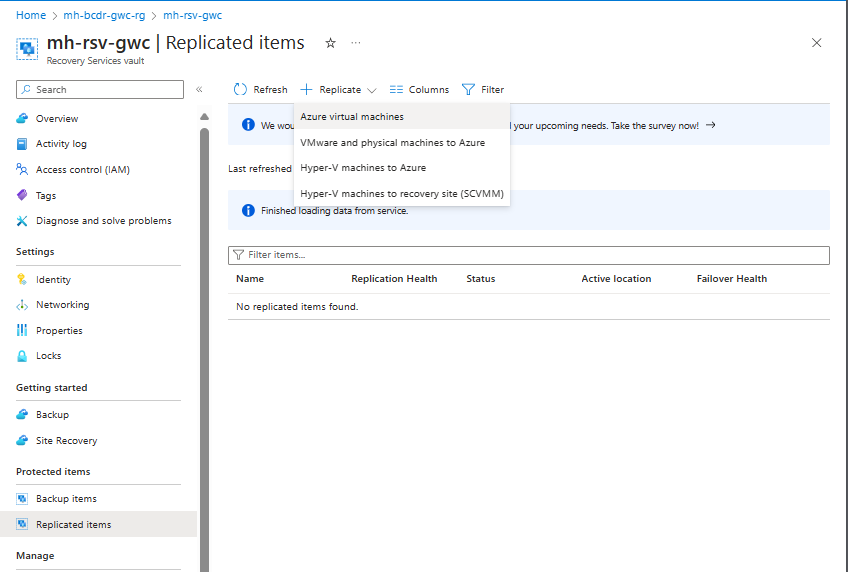 Home > mh-bcdr-gwc-rg > mh-rsv-gwc
mh-rsv-gwc | Replicated items
Recovery Services vault
Search
Overview
Activity log
Access control (IAM)
Tags
Diagnose and solve problems
Settings
Identity
Networking
Properties
Locks
Getting started
Backup
Site Recovery
Protected items
Backup items
Replicated items
Manage
Refresh
Replicate
Columns
Filter
Azure virtual machines
VMware and physical machines to Azure
Hyper-V machines to Azure
Hyper-V machines to recovery site (SCVMM)
We your upcoming needs. Take the survey now! →
Last refreshed
Finished loading data from service.
Filter items...
Name Replication Health Status Active location Failover Health
No replicated items found.